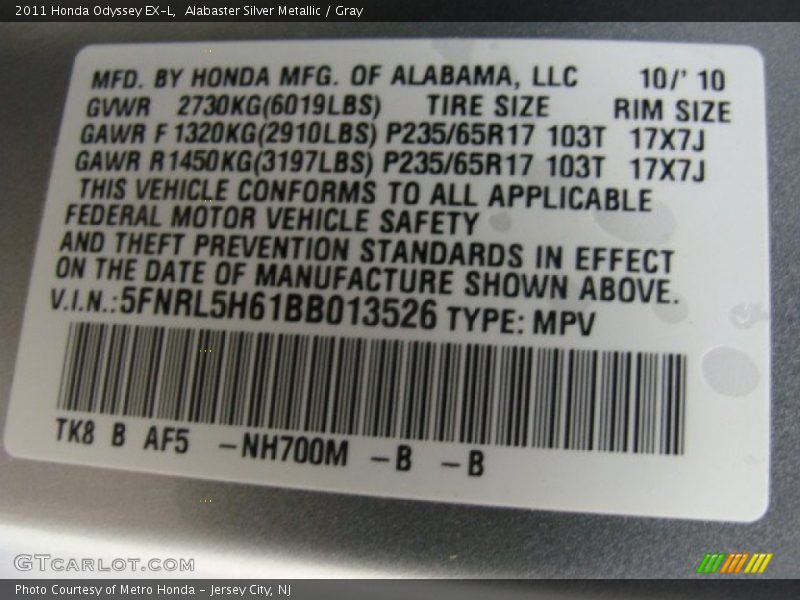 2011 Honda Odyssey EX-L, Alabaster Silver Metallic / Gray
MFD. BY HONDA MFG. OF ALABAMA, LLC 10/' 10
GVWR 2730KG(6019LBS) TIRE SIZE RIM SIZE
GAWR F 1320KG(2910LBS) P235/65R17 103T 17X7J
GAWR R1450KG(3197LBS) P235/65R17 103T 17X7J
THIS VEHICLE CONFORMS TO ALL APPLICABLE
FEDERAL MOTOR VEHICLE SAFETY
AND THEFT PREVENTION STANDARDS IN EFFECT
ON THE DATE OF MANUFACTURE SHOWN ABOVE.
V.I.N.:5FNRL5H61BB013526 TYPE: MPV
TK8 B AF5 -NH700M -B -B
GTCARLOT.COM
Photo Courtesy of Metro Honda - Jersey City, NJ